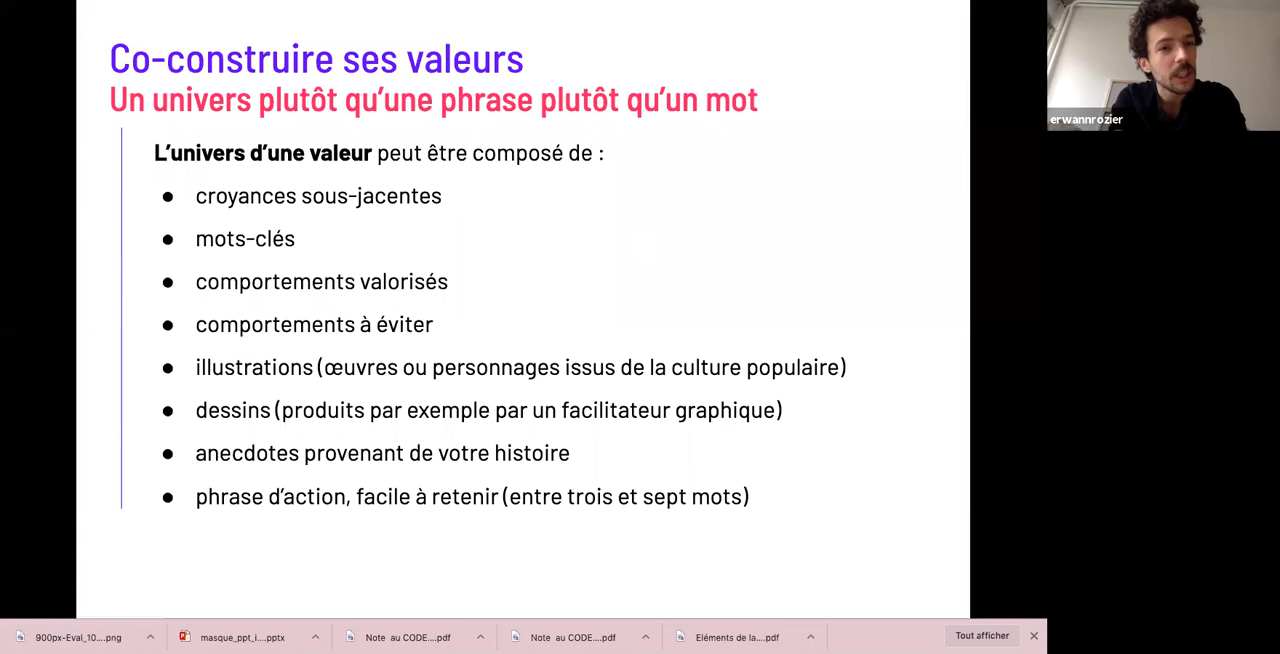 Co-construire ses valeurs
Un univers plutôt qu'une phrase plutôt qu'un mot
L'univers d'une valeur peut être composé de :
● croyances sous-jacentes
● mots-clés
● comportements valorisés
● comportements à éviter
● illustrations (œuvres ou personnages issus de la culture populaire)
● dessins (produits par exemple par un facilitateur graphique)
● anecdotes provenant de votre histoire
● phrase d'action, facile à retenir (entre trois et sept mots)
erwannrozier
900px-Eval_10....png
masque_ppt_i....pptx
Note au CODE....pdf
Note au CODE....pdf
Eléments de la....pdf
Tout afficher